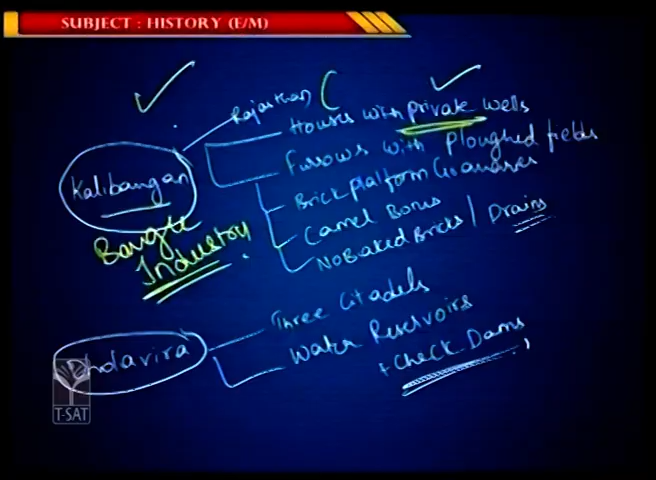 SUBJECT : HISTORY (E/M)
Rajasthan
Houses with private wells
Furrows with Ploughed fields
Kalibangan
Brick platform Granaries
Camel Bones
No Baked Bricks | Drains
Bangle
Industry
Three Citadels
Water Reservoirs
+ Check Dams
T-SAT